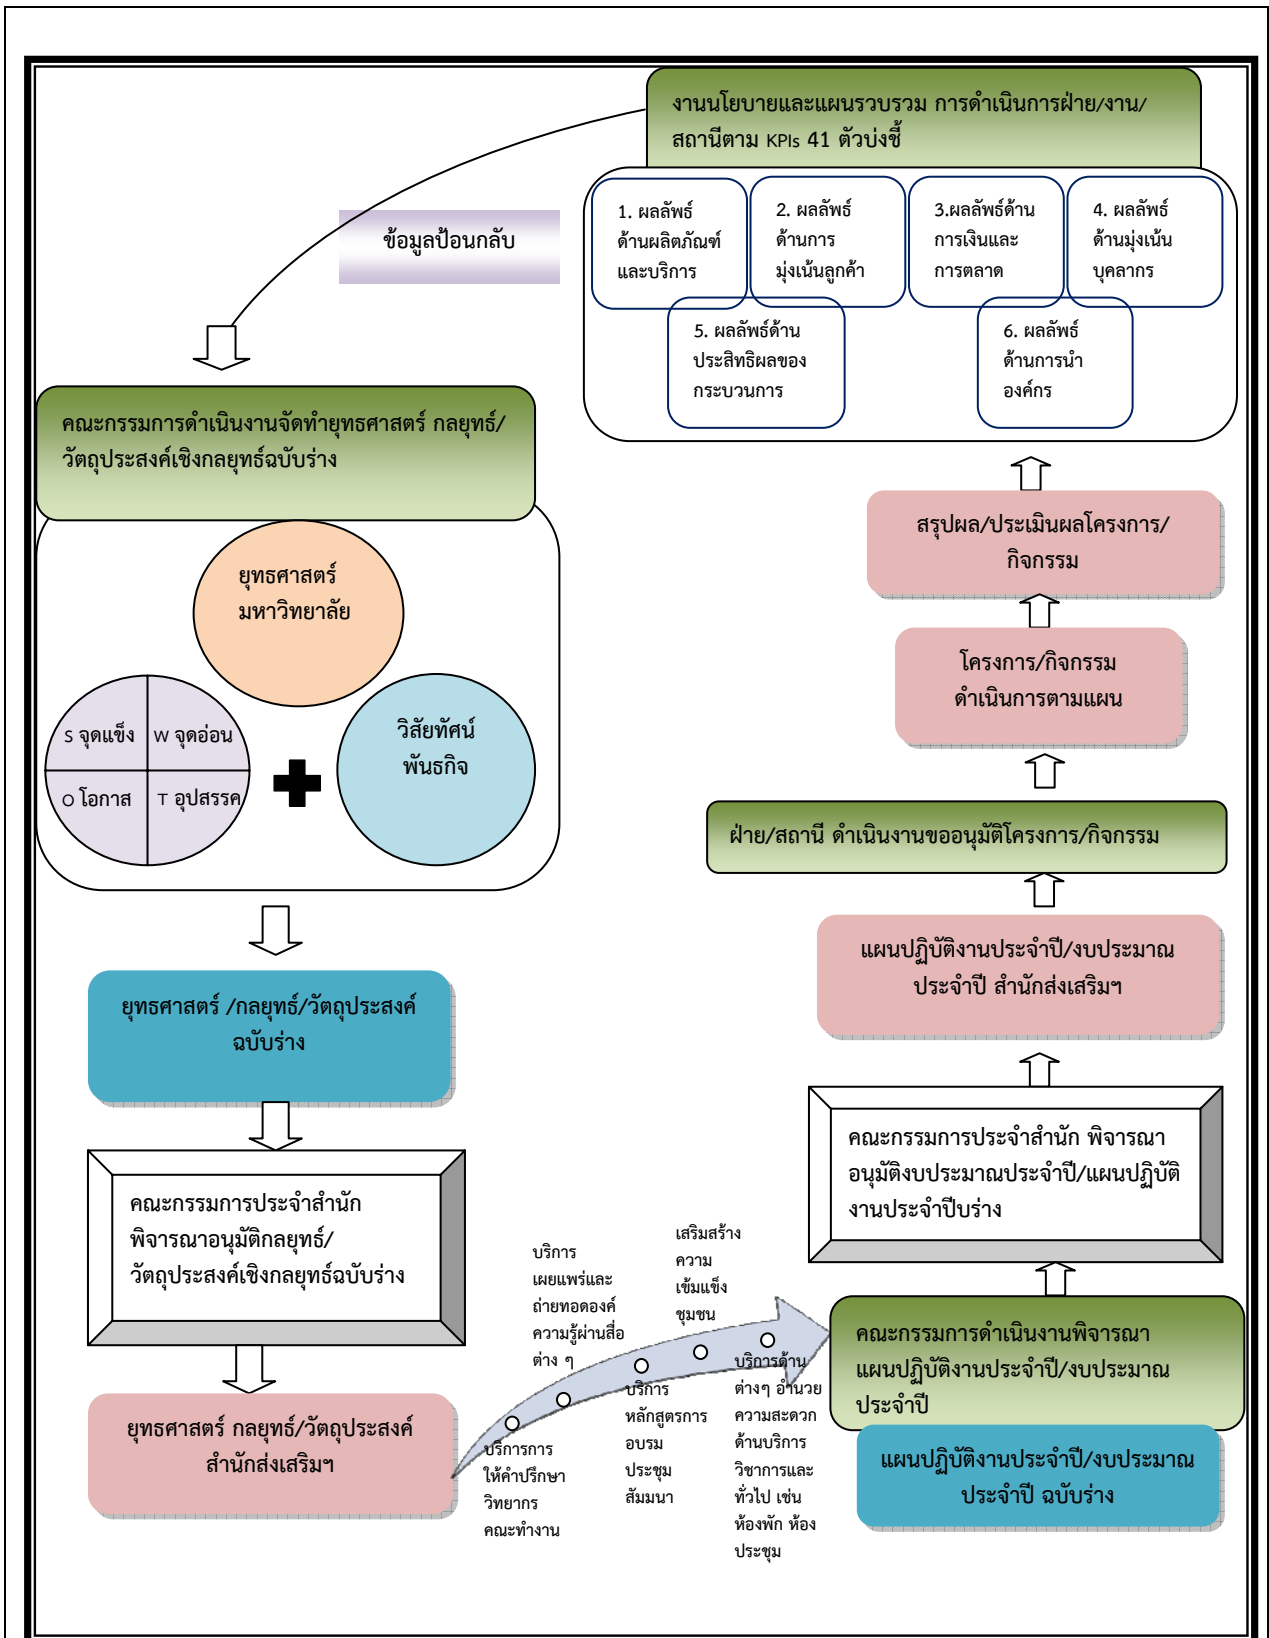 งานนโยบายและแผนรวบรวม การดำเนินการฝ่าย/งาน/
สถานีตาม KPIs 41 ตัวบ่งชี้
1. ผลลัพธ์
ด้านผลิตภัณฑ์
และบริการ
2. ผลลัพธ์
ด้านการ
มุ่งเน้นลูกค้า
3.ผลลัพธ์ด้าน
การเงินและ
การตลาด
4. ผลลัพธ์
ด้านมุ่งเน้น
บุคลากร
5. ผลลัพธ์ด้าน
ประสิทธิผลของ
กระบวนการ
6. ผลลัพธ์
ด้านการนำ
องค์กร
ข้อมูลป้อนกลับ
คณะกรรมการดำเนินงานจัดทำยุทธศาสตร์ กลยุทธ์/
วัตถุประสงค์เชิงกลยุทธ์ฉบับร่าง
ยุทธศาสตร์
มหาวิทยาลัย
S จุดแข็ง
W จุดอ่อน
O โอกาส
T อุปสรรค
วิสัยทัศน์
พันธกิจ
ยุทธศาสตร์ /กลยุทธ์/วัตถุประสงค์
ฉบับร่าง
คณะกรรมการประจำสำนัก
พิจารณาอนุมัติกลยุทธ์/
วัตถุประสงค์เชิงกลยุทธ์ฉบับร่าง
ยุทธศาสตร์ กลยุทธ์/วัตถุประสงค์
สำนักส่งเสริมฯ
บริการการ
ให้คำปรึกษา
วิทยากร
คณะทำงาน
บริการ
เผยแพร่และ
ถ่ายทอดองค์
ความรู้ผ่านสื่อ
ต่าง ๆ
บริการ
หลักสูตรการ
อบรม
ประชุม
สัมมนา
เสริมสร้าง
ความ
เข้มแข็ง
ชุมชน
บริการด้าน
ต่างๆ อำนวย
ความสะดวก
ด้านบริการ
วิชาการและ
ทั่วไป เช่น
ห้องพัก ห้อง
ประชุม
สรุปผล/ประเมินผลโครงการ/
กิจกรรม
โครงการ/กิจกรรม
ดำเนินการตามแผน
ฝ่าย/สถานี ดำเนินงานขออนุมัติโครงการ/กิจกรรม
แผนปฏิบัติงานประจำปี/งบประมาณ
ประจำปี สำนักส่งเสริมฯ
คณะกรรมการประจำสำนัก พิจารณา
อนุมัติงบประมาณประจำปี/แผนปฏิบัติ
งานประจำปีบร่าง
คณะกรรมการดำเนินงานพิจารณา
แผนปฏิบัติงานประจำปี/งบประมาณ
ประจำปี
แผนปฏิบัติงานประจำปี/งบประมาณ
ประจำปี ฉบับร่าง